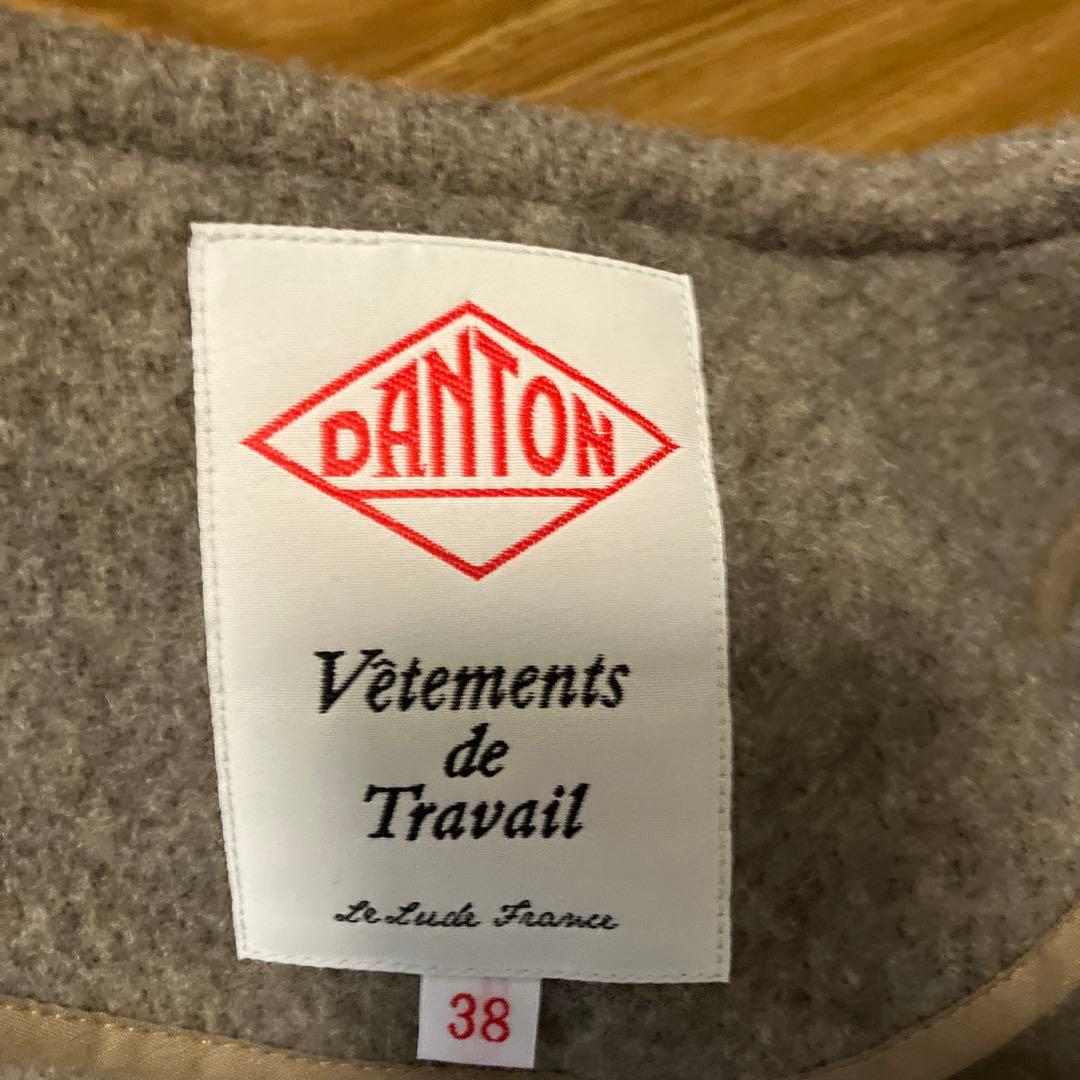 DANTON
Vêtements
de
Travail
Le Lude France
38